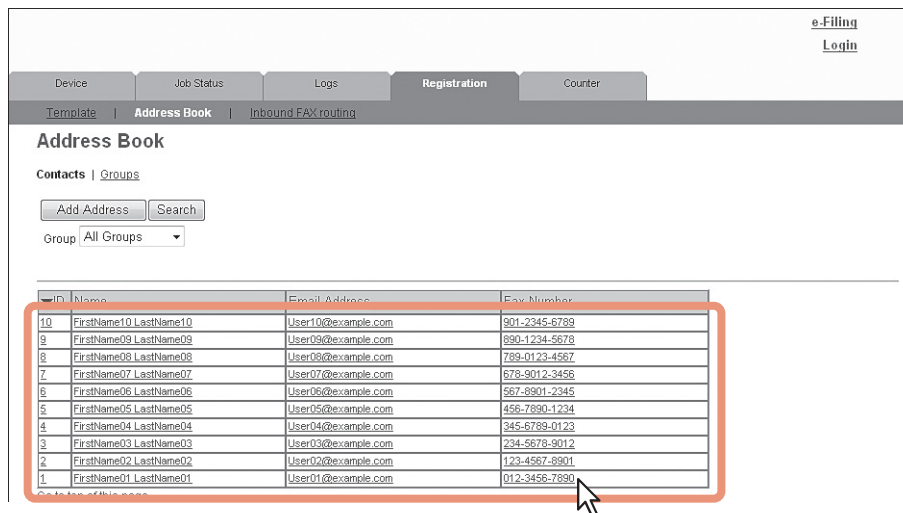 e-Filing
Login
Device Job Status Logs Registration Counter
Template | Address Book | Inbound FAX routing
Address Book
Contacts | Groups
Add Address Search
Group All Groups
ID Name Email Address Fax Number
10 FirstName10 LastName10 User10@example.com 901-2345-6789
9 FirstName09 LastName09 User09@example.com 890-1234-5678
8 FirstName08 LastName08 User08@example.com 789-0123-4567
7 FirstName07 LastName07 User07@example.com 678-9012-3456
6 FirstName06 LastName06 User06@example.com 567-8901-2345
5 FirstName05 LastName05 User05@example.com 456-7890-1234
4 FirstName04 LastName04 User04@example.com 345-6789-0123
3 FirstName03 LastName03 User03@example.com 234-5678-9012
2 FirstName02 LastName02 User02@example.com 123-4567-8901
1 FirstName01 LastName01 User01@example.com 012-3456-7890
Go to top of this page